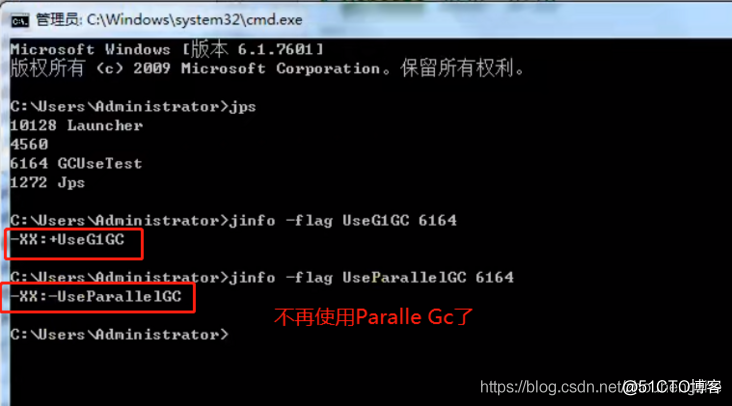 管理员: C:\Windows\system32\cmd.exe
Microsoft Windows [版本 6.1.7601]
版权所有 (c) 2009 Microsoft Corporation。保留所有权利。
C:\Users\Administrator>jps
10128 Launcher
4560
6164 GCUseTest
1272 Jps
C:\Users\Administrator>jinfo -flag UseG1GC 6164
-XX:+UseG1GC
C:\Users\Administrator>jinfo -flag UseParallelGC 6164
-XX:-UseParallelGC
不再使用Paralle Gc了
C:\Users\Administrator>
https://blog.csdn.net/
@51CTO博客